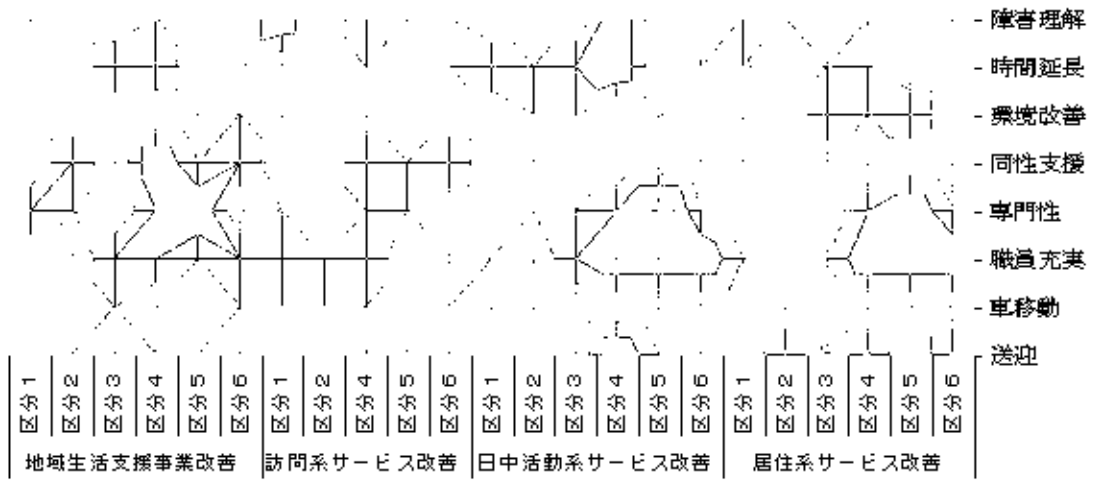 障害理解
時間延長
環境改善
同性支援
専門性
職員充実
車移動
送迎
区分1
区分2
区分3
区分4
区分5
区分6
区分1
区分2
区分4
区分5
区分6
区分1
区分2
区分3
区分4
区分5
区分6
区分1
区分2
区分3
区分4
区分5
区分6
地域生活支援事業改善
訪問系サービス改善
日中活動系サービス改善
居住系サービス改善